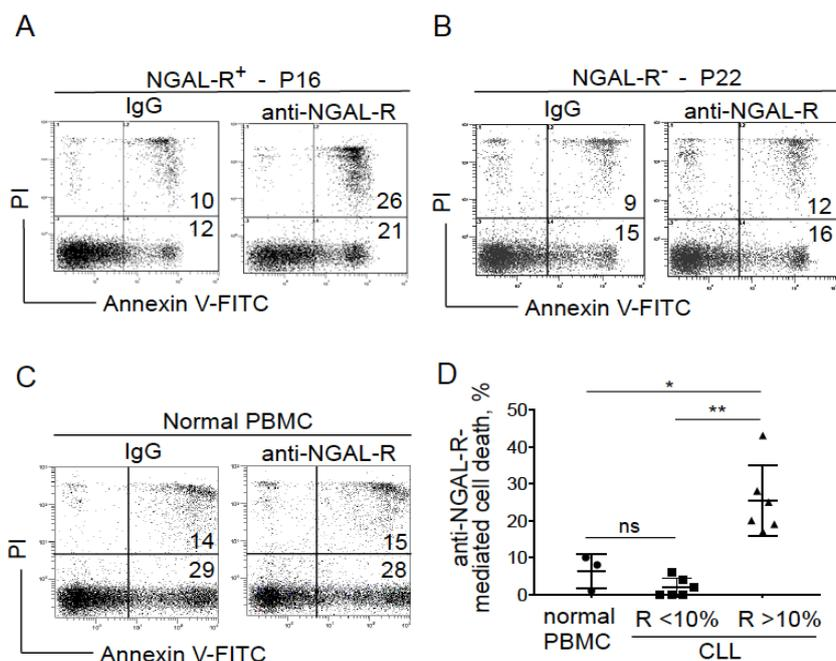 A
B
NGAL-R+ - P16
NGAL-R- - P22
IgG
anti-NGAL-R
IgG
anti-NGAL-R
PI
10
12
26
21
PI
9
15
12
16
Annexin V-FITC
Annexin V-FITC
C
Normal PBMC
IgG
anti-NGAL-R
PI
14
29
15
28
Annexin V-FITC
D
anti-NGAL-R-
mediated cell death, %
50
40
30
20
10
0
*
**
ns
normal
PBMC
R <10%
R >10%
CLL